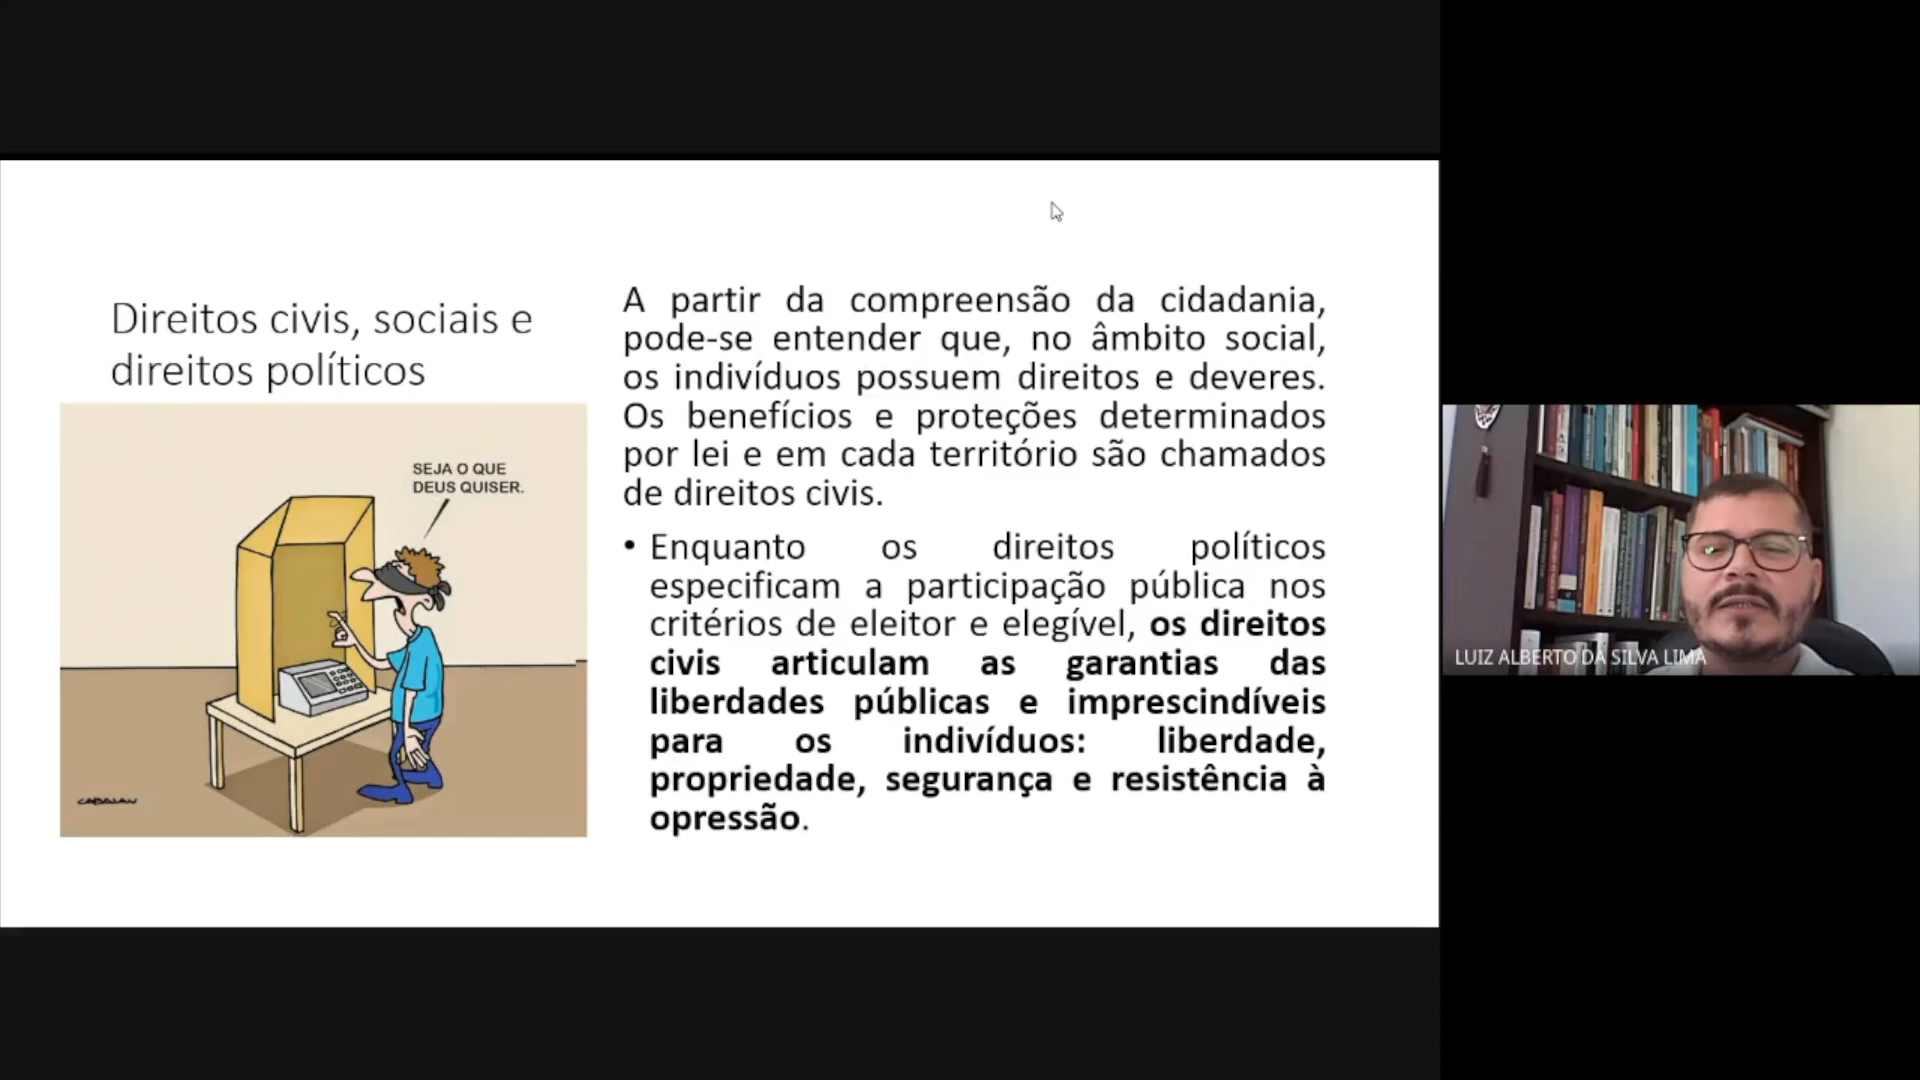 Direitos civis, sociais e
direitos políticos
SEJA O QUE
DEUS QUISER.
A partir da compreensão da cidadania,
pode-se entender que, no âmbito social,
os indivíduos possuem direitos e deveres.
Os benefícios e proteções determinados
por lei e em cada território são chamados
de direitos civis.
• Enquanto os direitos políticos
especificam a participação pública nos
critérios de eleitor e elegível, os direitos
civis articulam as garantias das
liberdades públicas e imprescindíveis
para os indivíduos: liberdade,
propriedade, segurança e resistência à
opressão.
LUIZ ALBERTO DA SILVA LIMA